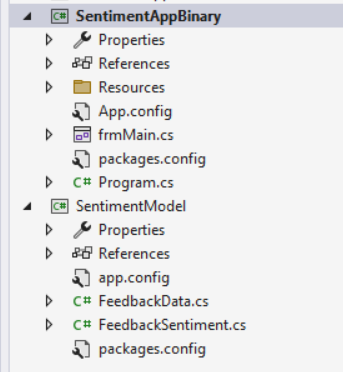 C# SentimentAppBinary
Properties
References
Resources
App.config
frmMain.cs
packages.config
C# Program.cs
C# SentimentModel
Properties
References
app.config
C# FeedbackData.cs
C# FeedbackSentiment.cs
packages.config